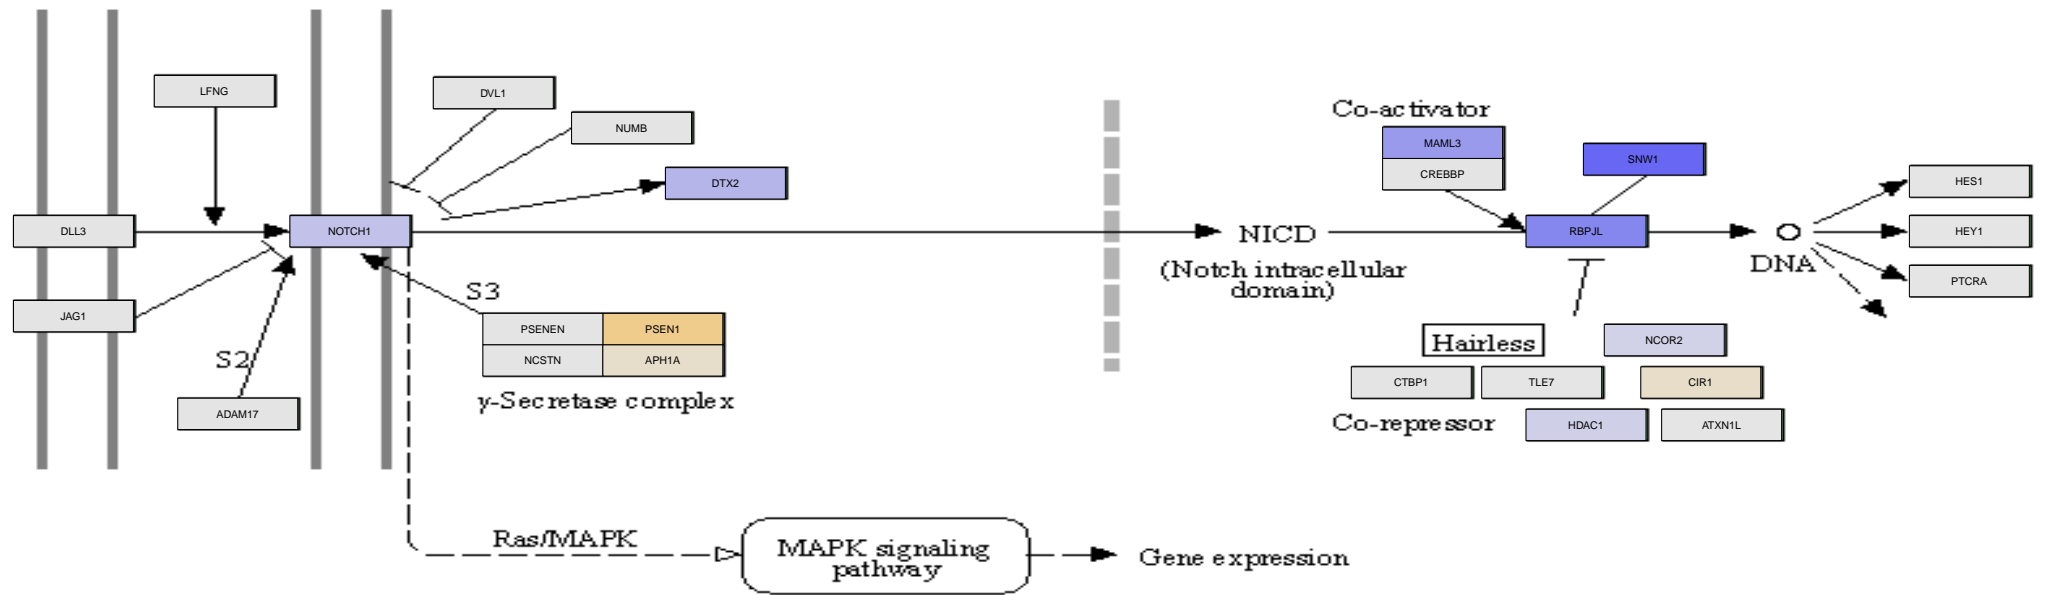 LFNG
DVL1
NUMB
DTX2
DLL3
NOTCH1
JAG1
S2
ADAM17
S3
PSENEN
PSEN1
NCSTN
APH1A
γ-Secretase complex
Ras/MAPK
MAPK signaling
pathway
Gene expression
NICD
(Notch intracellular
domain)
Co-activator
MAML3
CREBBP
SNW1
RBPJL
DNA
HES1
HEY1
PTCRA
Hairless
NCOR2
CTBP1
TLE7
CIR1
Co-repressor
HDAC1
ATXN1L